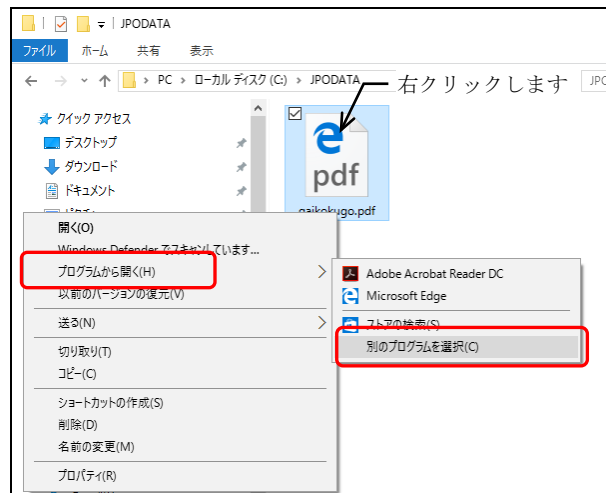 JPODATA
ファイル ホーム 共有 表示
PC › ローカル ディスク (C:) › JPODATA
右クリックします
クイック アクセス
デスクトップ
ダウンロード
ドキュメント
pdf
gaikokugo.pdf
開く(O)
Windows Defender でスキャンしています...
プログラムから開く(H)
以前のバージョンの復元(V)
送る(N)
切り取り(T)
コピー(C)
ショートカットの作成(S)
削除(D)
名前の変更(M)
プロパティ(R)
Adobe Acrobat Reader DC
Microsoft Edge
ストアの検索(S)
別のプログラムを選択(C)